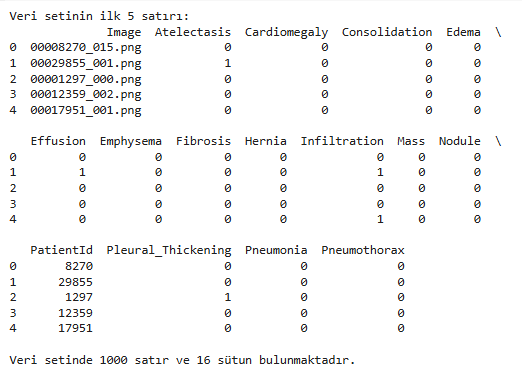 Veri setinin ilk 5 satırı:
              Image  Atelectasis  Cardiomegaly  Consolidation  Edema  \
0  00008270_015.png            0             0              0      0
1  00029855_001.png            1             0              0      0
2  00001297_000.png            0             0              0      0
3  00012359_002.png            0             0              0      0
4  00017951_001.png            0             0              0      0

   Effusion  Emphysema  Fibrosis  Hernia  Infiltration  Mass  Nodule  \
0         0          0         0       0             0     0       0
1         1          0         0       0             1     0       0
2         0          0         0       0             0     0       0
3         0          0         0       0             0     0       0
4         0          0         0       0             1     0       0

   PatientId  Pleural_Thickening  Pneumonia  Pneumothorax
0       8270                   0          0             0
1      29855                   0          0             0
2       1297                   1          0             0
3      12359                   0          0             0
4      17951                   0          0             0

Veri setinde 1000 satır ve 16 sütun bulunmaktadır.